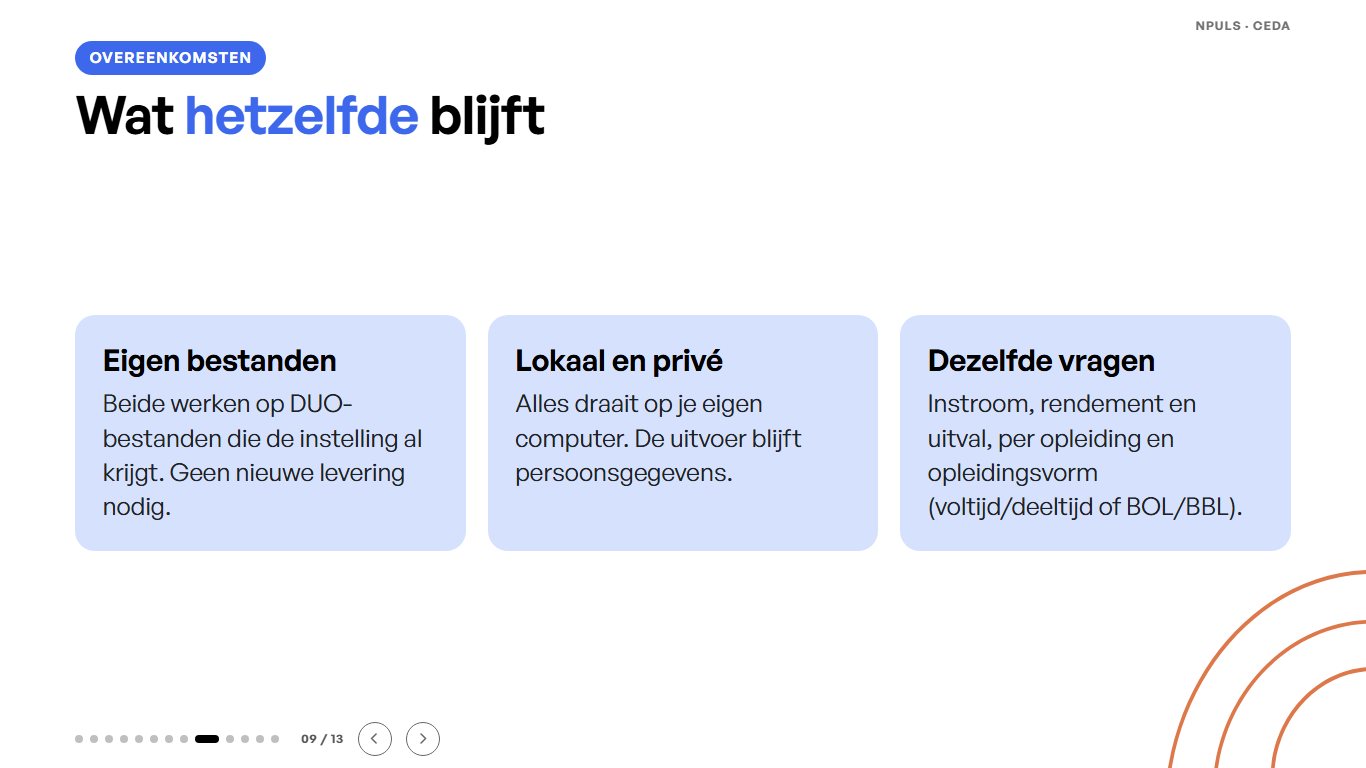 NPULS · CEDA
OVEREENKOMSTEN
Wat hetzelfde blijft
Eigen bestanden
Beide werken op DUO-
bestanden die de instelling al
krijgt. Geen nieuwe levering
nodig.
Lokaal en privé
Alles draait op je eigen
computer. De uitvoer blijft
persoonsgegevens.
Dezelfde vragen
Instroom, rendement en
uitval, per opleiding en
opleidingsvorm
(voltijd/deeltijd of BOL/BBL).
09 / 13